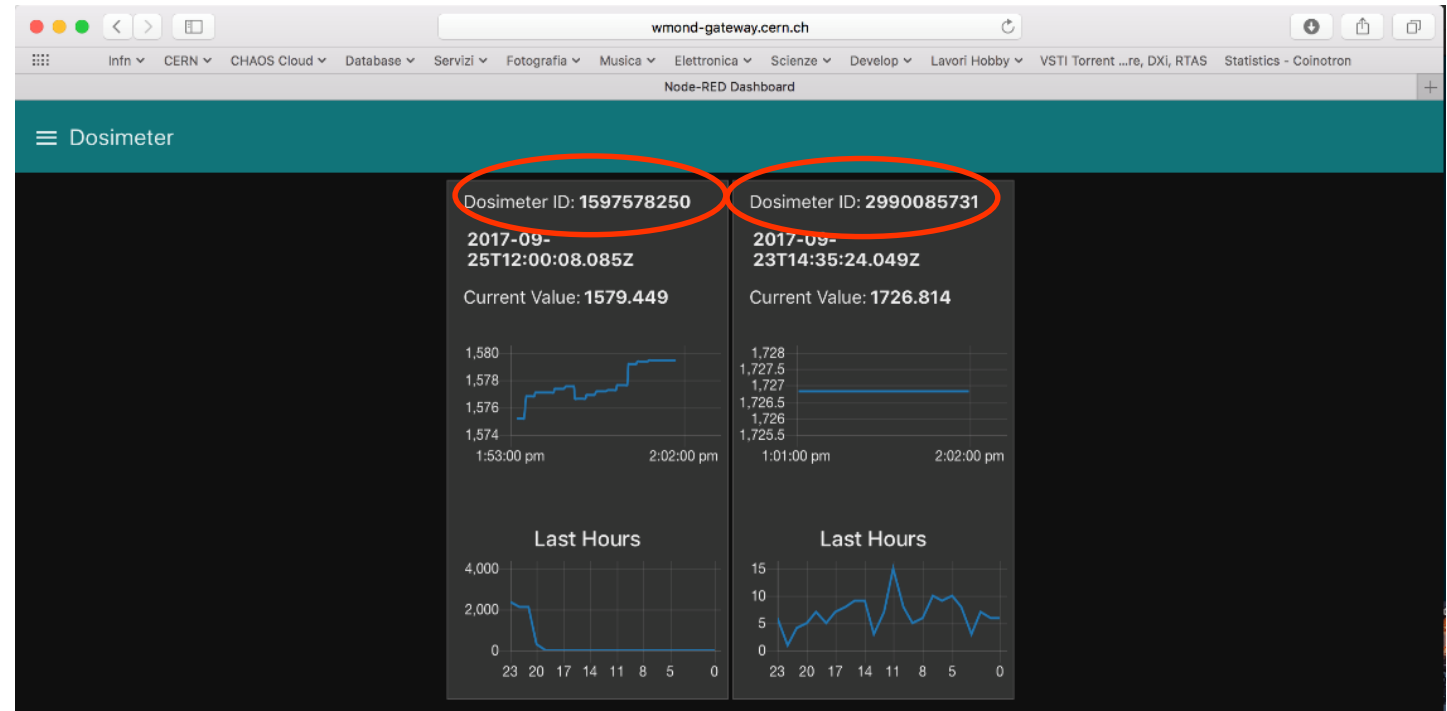 wmond-gateway.cern.ch
Infn CERN CHAOS Cloud Database Servizi Fotografia Musica Elettronica Scienze Develop Lavori Hobby VSTI Torrent ...re, DXi, RTAS Statistics - Coinotron
Node-RED Dashboard
Dosimeter
Dosimeter ID: 1597578250
2017-09-
25T12:00:08.085Z
Current Value: 1579.449
1,580
1,578
1,576
1,574
1:53:00 pm 2:02:00 pm
Last Hours
4,000
2,000
0
23 20 17 14 11 8 5 0
Dosimeter ID: 2990085731
2017-09-
23T14:35:24.049Z
Current Value: 1726.814
1,728
1,727.5
1,727
1,726.5
1,726
1,725.5
1:01:00 pm 2:02:00 pm
Last Hours
15
10
5
0
23 20 17 14 11 8 5 0